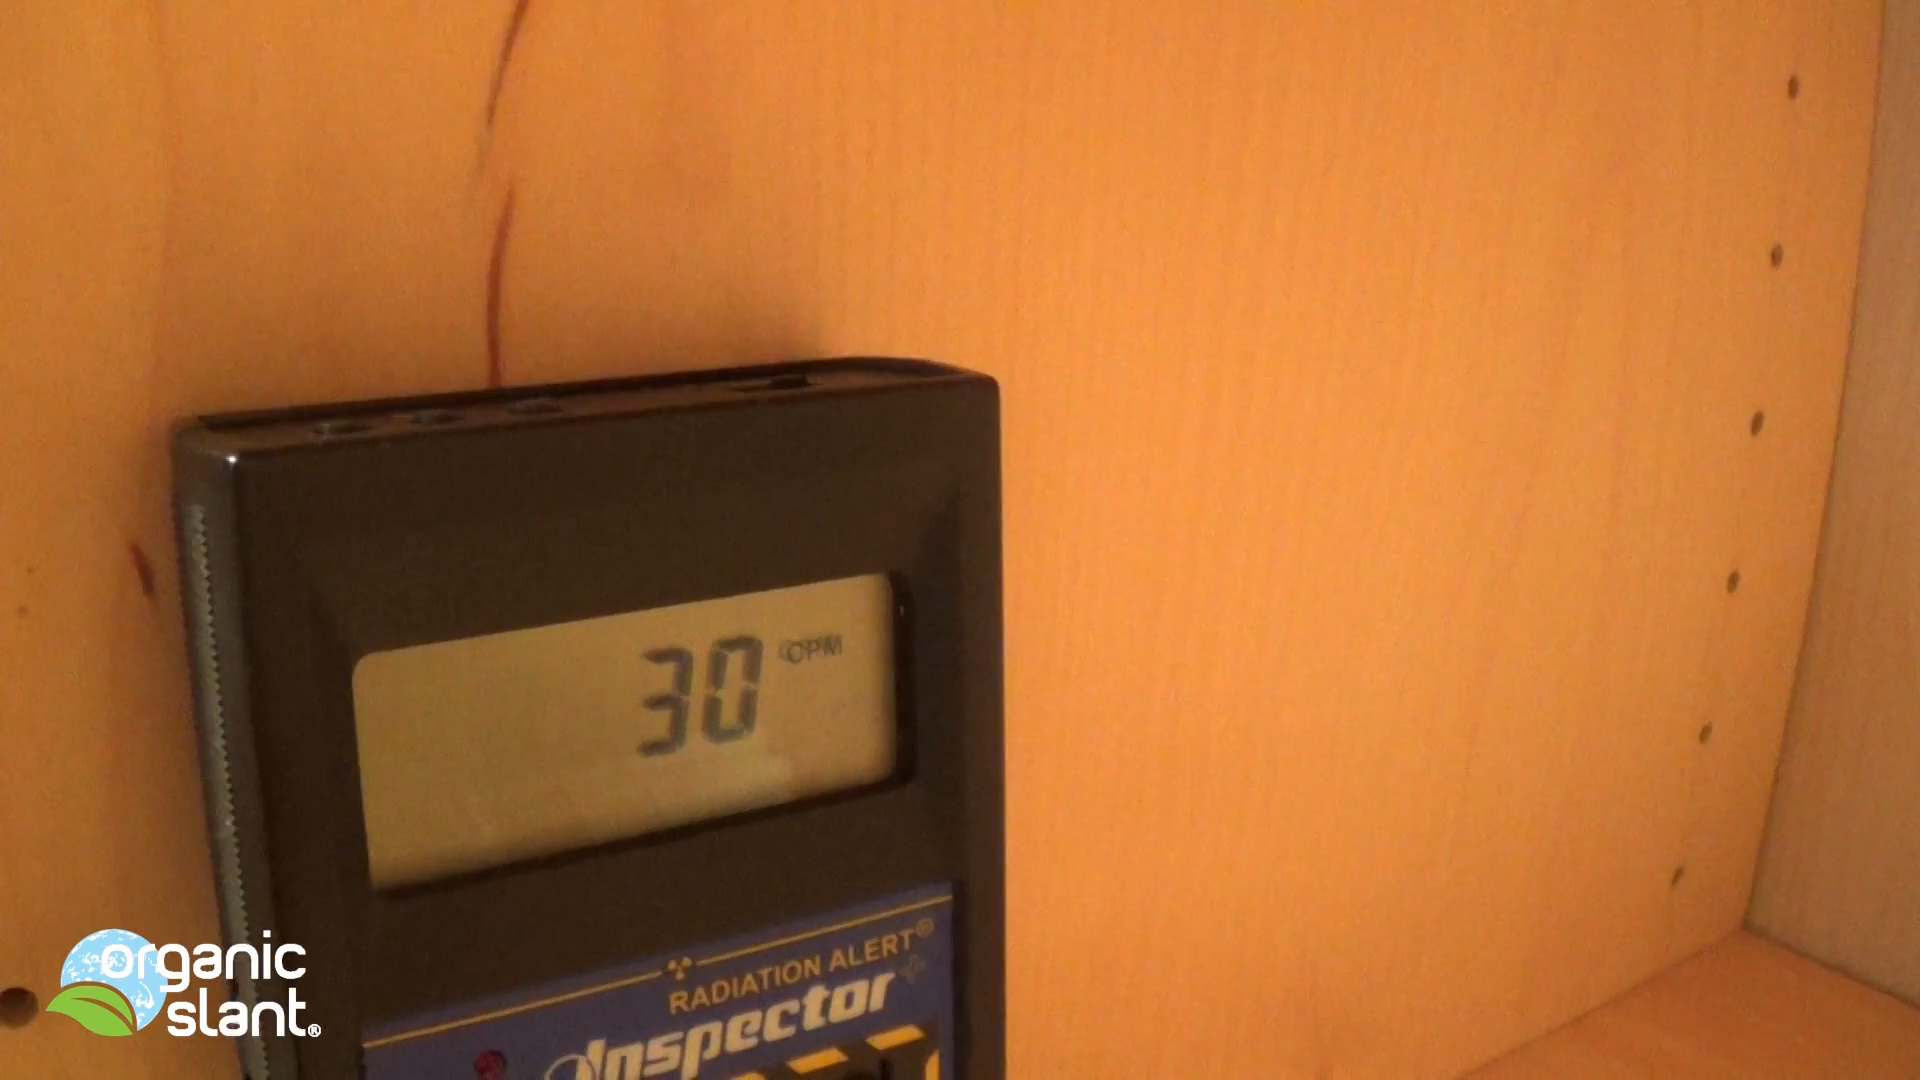 30 CPM
RADIATION ALERT®
Inspector+
organic
slant®